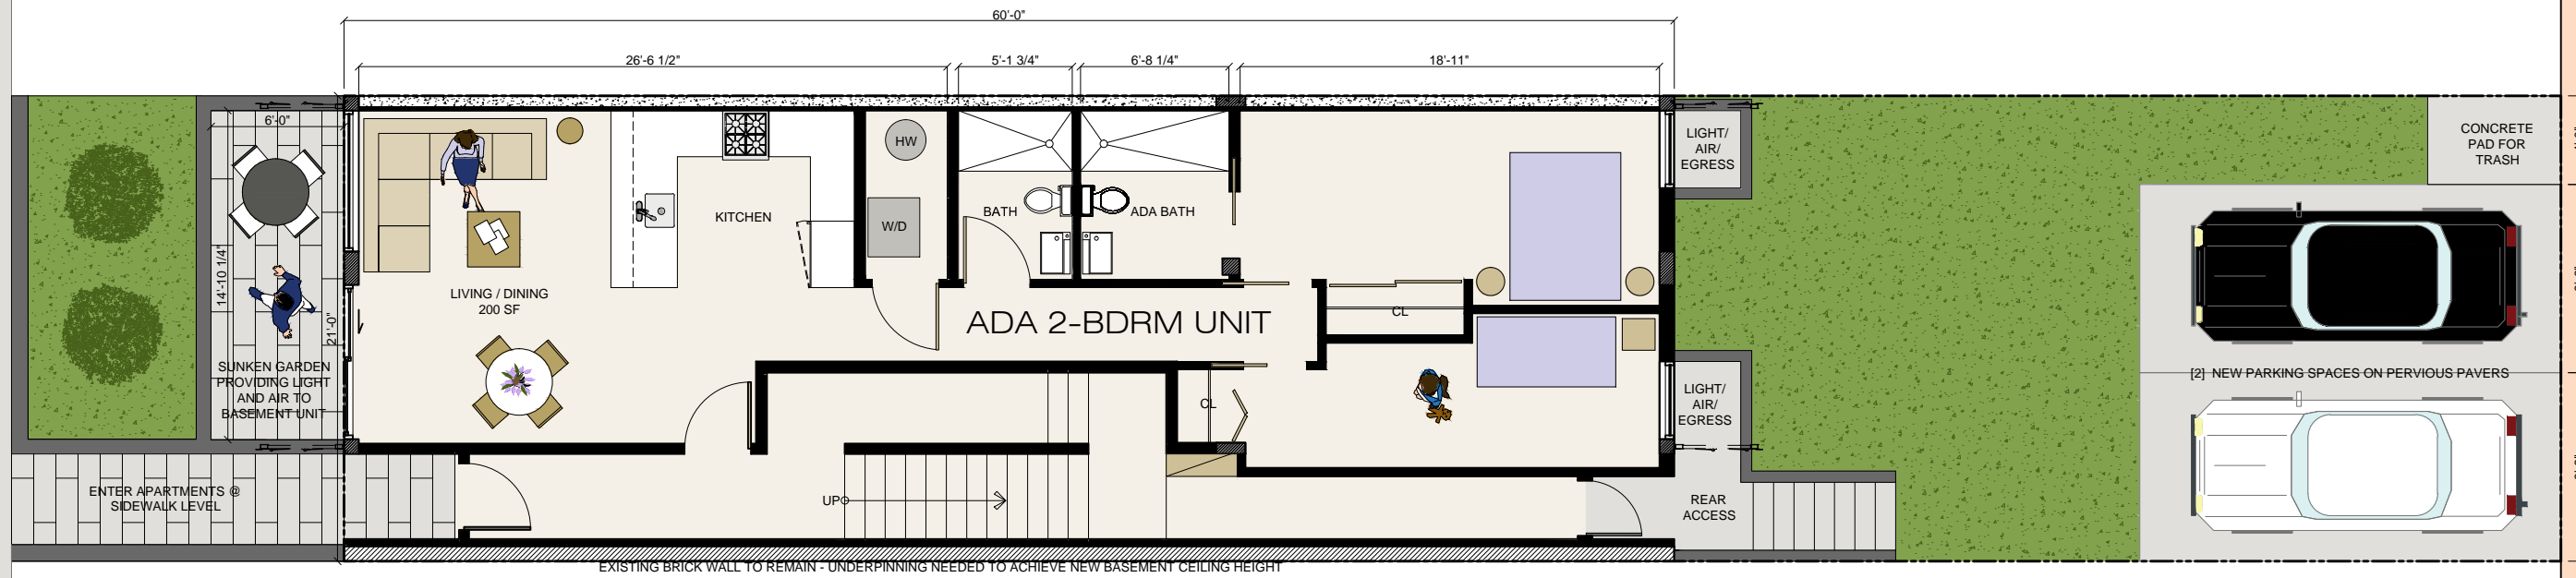 60'-0"
26'-6 1/2"
5'-1 3/4"
6'-8 1/4"
18'-11"
6'-0"
14'-10 1/4"
21'-0"
SUNKEN GARDEN
PROVIDING LIGHT
AND AIR TO
BASEMENT UNIT
ENTER APARTMENTS @
SIDEWALK LEVEL
LIVING / DINING
200 SF
KITCHEN
HW
W/D
BATH
ADA BATH
ADA 2-BDRM UNIT
CL
CL
UP
LIGHT/
AIR/
EGRESS
LIGHT/
AIR/
EGRESS
REAR
ACCESS
CONCRETE
PAD FOR
TRASH
[2] NEW PARKING SPACES ON PERVIOUS PAVERS
EXISTING BRICK WALL TO REMAIN - UNDERPINNING NEEDED TO ACHIEVE NEW BASEMENT CEILING HEIGHT